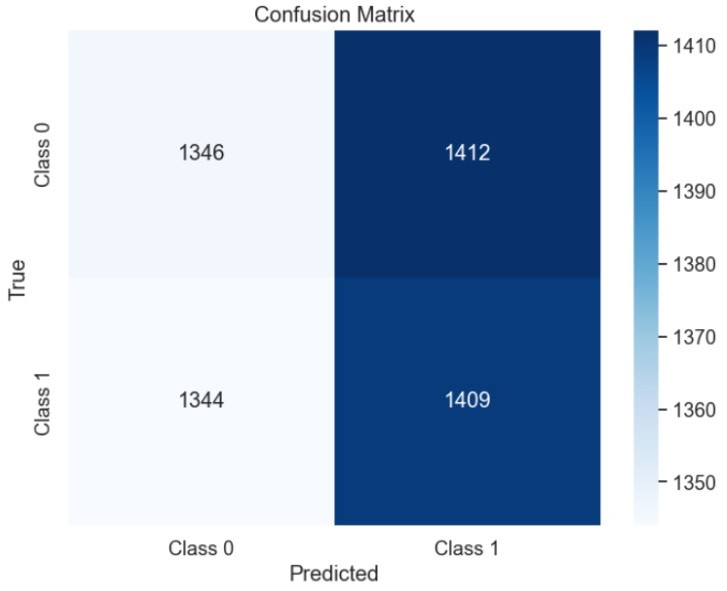 Confusion Matrix
Class 0
1346
1412
Class 1
1344
1409
True
Class 0
Class 1
Predicted
1410
1400
1390
1380
1370
1360
1350